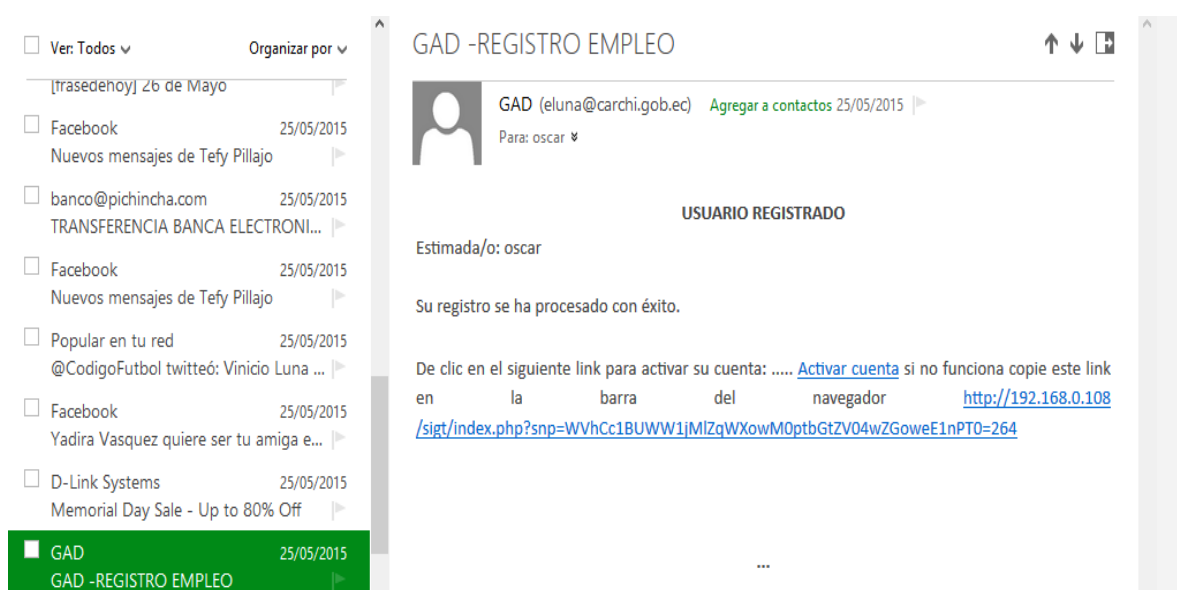 Ver: Todos
Organizar por
[frasedehoy] 26 de Mayo
Facebook 25/05/2015
Nuevos mensajes de Tefy Pillajo
banco@pichincha.com 25/05/2015
TRANSFERENCIA BANCA ELECTRONI...
Facebook 25/05/2015
Nuevos mensajes de Tefy Pillajo
Popular en tu red 25/05/2015
@CodigoFutbol twitteó: Vinicio Luna ...
Facebook 25/05/2015
Yadira Vasquez quiere ser tu amiga e...
D-Link Systems 25/05/2015
Memorial Day Sale - Up to 80% Off
GAD 25/05/2015
GAD -REGISTRO EMPLEO
GAD -REGISTRO EMPLEO
GAD (eluna@carchi.gob.ec) Agregar a contactos 25/05/2015
Para: oscar
USUARIO REGISTRADO
Estimada/o: oscar
Su registro se ha procesado con éxito.
De clic en el siguiente link para activar su cuenta: ..... Activar cuenta si no funciona copie este link
en la barra del navegador http://192.168.0.108
/sigt/index.php?snp=WVhCc1BUWW1jMlZqWXowM0ptbGtZV04wZGoweE1nPT0=264
...